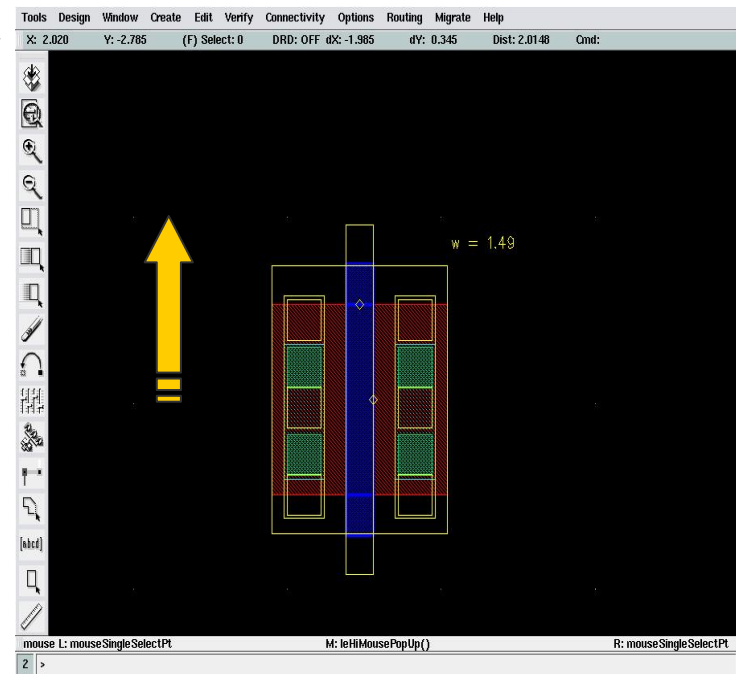 Tools Design Window Create Edit Verify Connectivity Options Routing Migrate Help
X: 2.020 Y: -2.785 (F) Select: 0 DRD: OFF dX: -1.985 dY: 0.345 Dist: 2.0148 Cmd:
w = 1.49
[abcd]
mouse L: mouseSingleSelectPt M: leHiMousePopUp() R: mouseSingleSelectPt
2 >